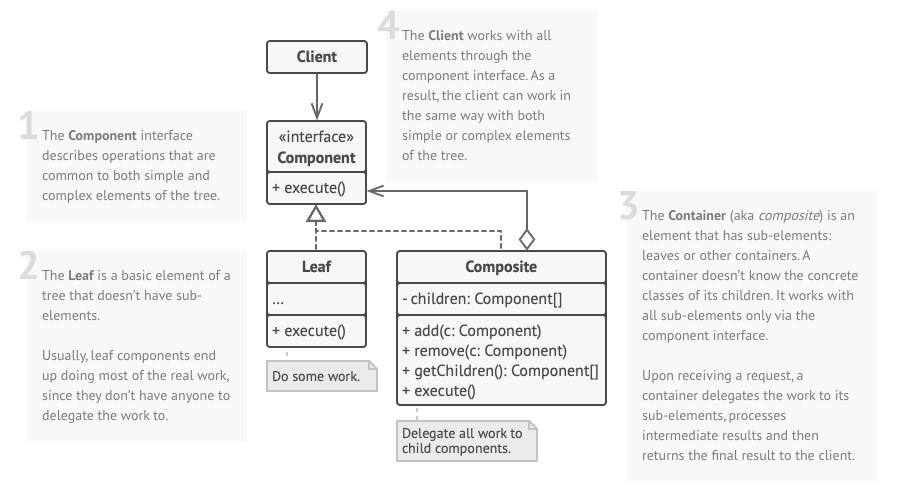 4
The Client works with all
elements through the
component interface. As a
result, the client can work in
the same way with both
simple or complex elements
of the tree.
Client
1
The Component interface
describes operations that are
common to both simple and
complex elements of the tree.
«interface»
Component
+ execute()
3
The Container (aka composite) is an
element that has sub-elements:
leaves or other containers. A
container doesn't know the concrete
classes of its children. It works with
all sub-elements only via the
component interface.
Upon receiving a request, a
container delegates the work to its
sub-elements, processes
intermediate results and then
returns the final result to the client.
2
The Leaf is a basic element of a
tree that doesn't have sub-
elements.
Usually, leaf components end
up doing most of the real work,
since they don't have anyone to
delegate the work to.
Leaf
...
+ execute()
Do some work.
Composite
- children: Component[]
+ add(c: Component)
+ remove(c: Component)
+ getChildren(): Component[]
+ execute()
Delegate all work to
child components.